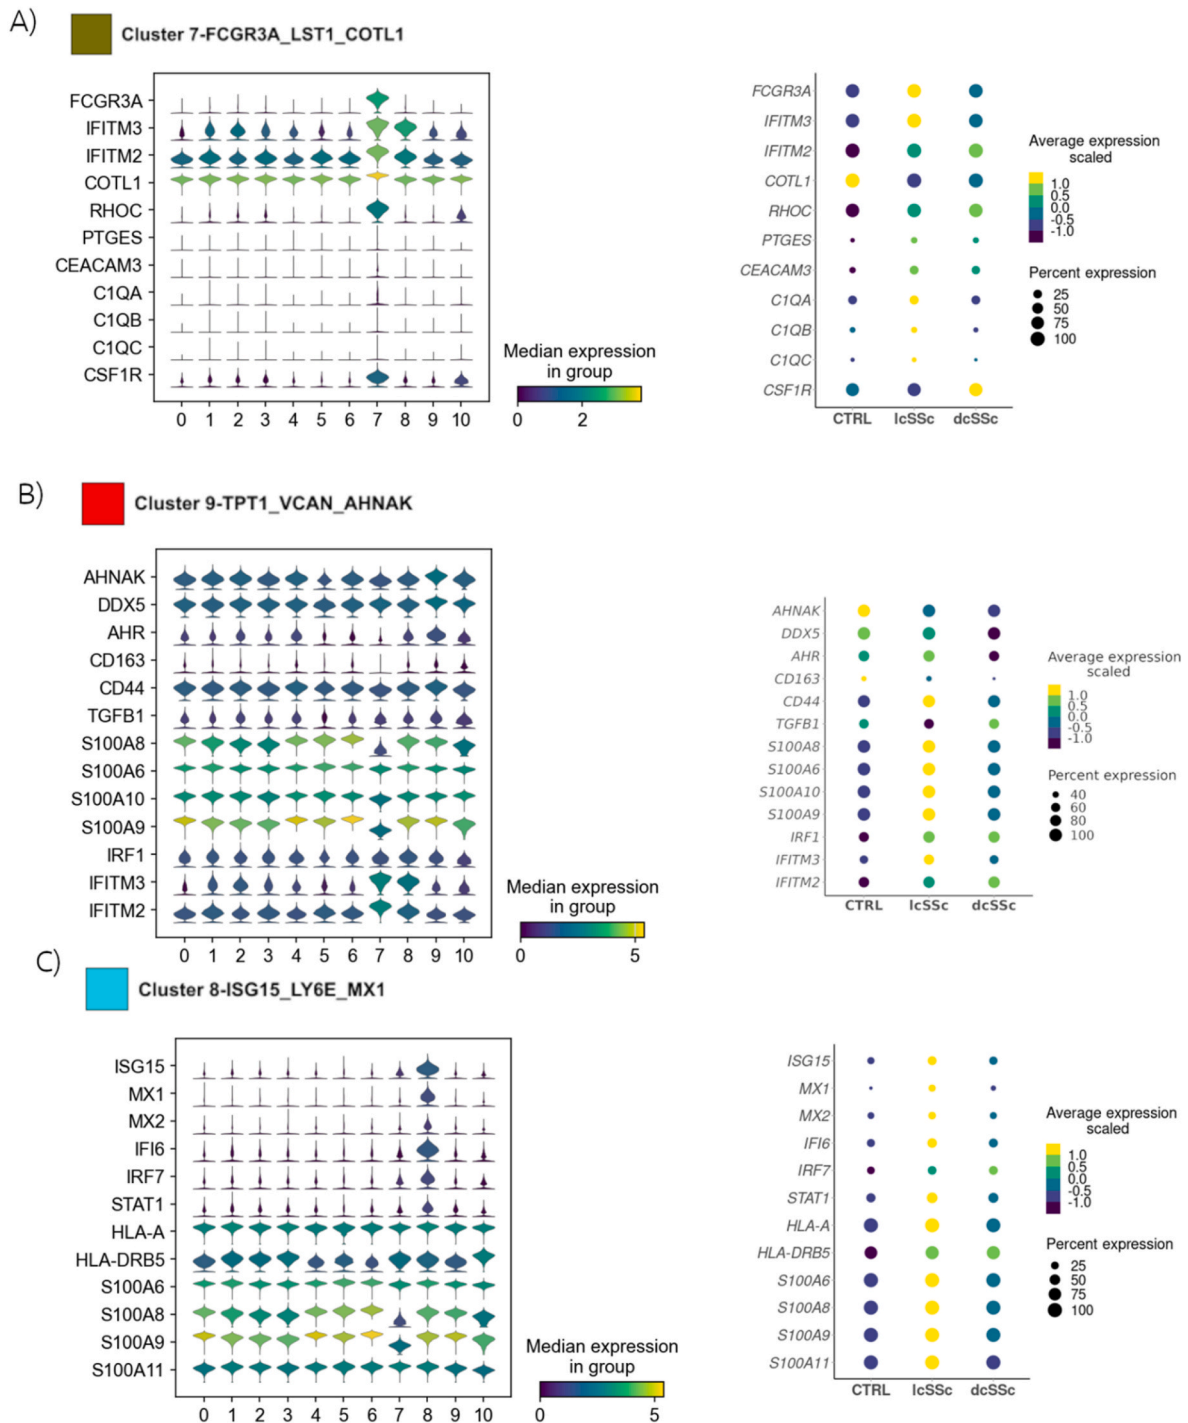 A)
Cluster 7-FCGR3A_LST1_COTL1
FCGR3A
IFITM3
IFITM2
COTL1
RHOC
PTGES
CEACAM3
C1QA
C1QB
C1QC
CSF1R
0 1 2 3 4 5 6 7 8 9 10
Median expression
in group
0 2
FCGR3A
IFITM3
IFITM2
COTL1
RHOC
PTGES
CEACAM3
C1QA
C1QB
C1QC
CSF1R
CTRL lcSSc dcSSc
Average expression
scaled
1.0
0.5
0.0
-0.5
-1.0
Percent expression
25
50
75
100
B)
Cluster 9-TPT1_VCAN_AHNAK
AHNAK
DDX5
AHR
CD163
CD44
TGFB1
S100A8
S100A6
S100A10
S100A9
IRF1
IFITM3
IFITM2
0 1 2 3 4 5 6 7 8 9 10
Median expression
in group
0 5
AHNAK
DDX5
AHR
CD163
CD44
TGFB1
S100A8
S100A6
S100A10
S100A9
IRF1
IFITM3
IFITM2
CTRL lcSSc dcSSc
Average expression
scaled
1.0
0.5
0.0
-0.5
-1.0
Percent expression
40
60
80
100
C)
Cluster 8-ISG15_LY6E_MX1
ISG15
MX1
MX2
IFI6
IRF7
STAT1
HLA-A
HLA-DRB5
S100A6
S100A8
S100A9
S100A11
0 1 2 3 4 5 6 7 8 9 10
Median expression
in group
0 5
ISG15
MX1
MX2
IFI6
IRF7
STAT1
HLA-A
HLA-DRB5
S100A6
S100A8
S100A9
S100A11
CTRL lcSSc dcSSc
Average expression
scaled
1.0
0.5
0.0
-0.5
-1.0
Percent expression
25
50
75
100